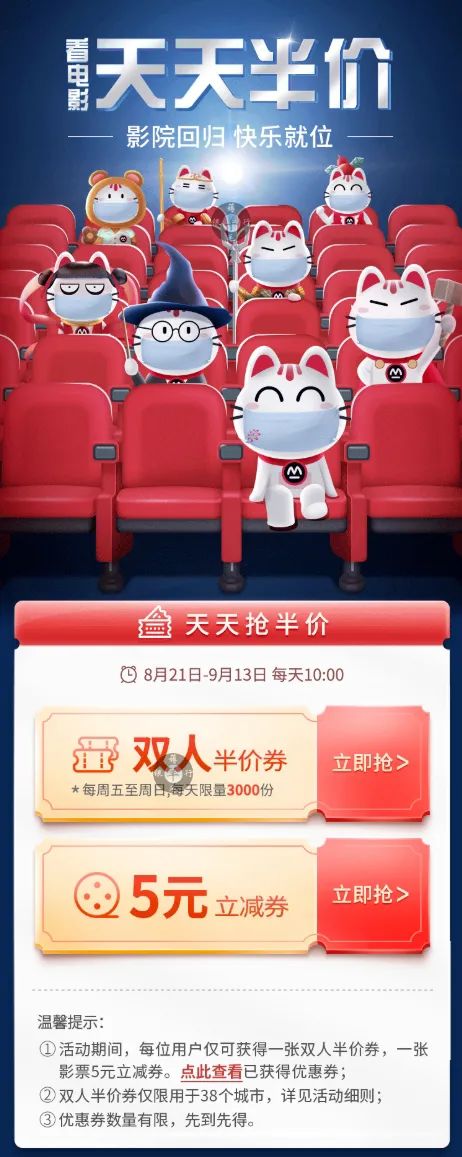 看电影
天天半价
影院回归 快乐就位
天天抢半价
8月21日-9月13日 每天10:00
双人半价券
立即抢>
*每周五至周日,每天限量3000份
5元立减券
立即抢>
温馨提示:
①活动期间，每位用户仅可获得一张双人半价券，一张
影票5元立减券。点此查看已获得优惠券；
②双人半价券仅限用于38个城市，详见活动细则；
③优惠券数量有限，先到先得。